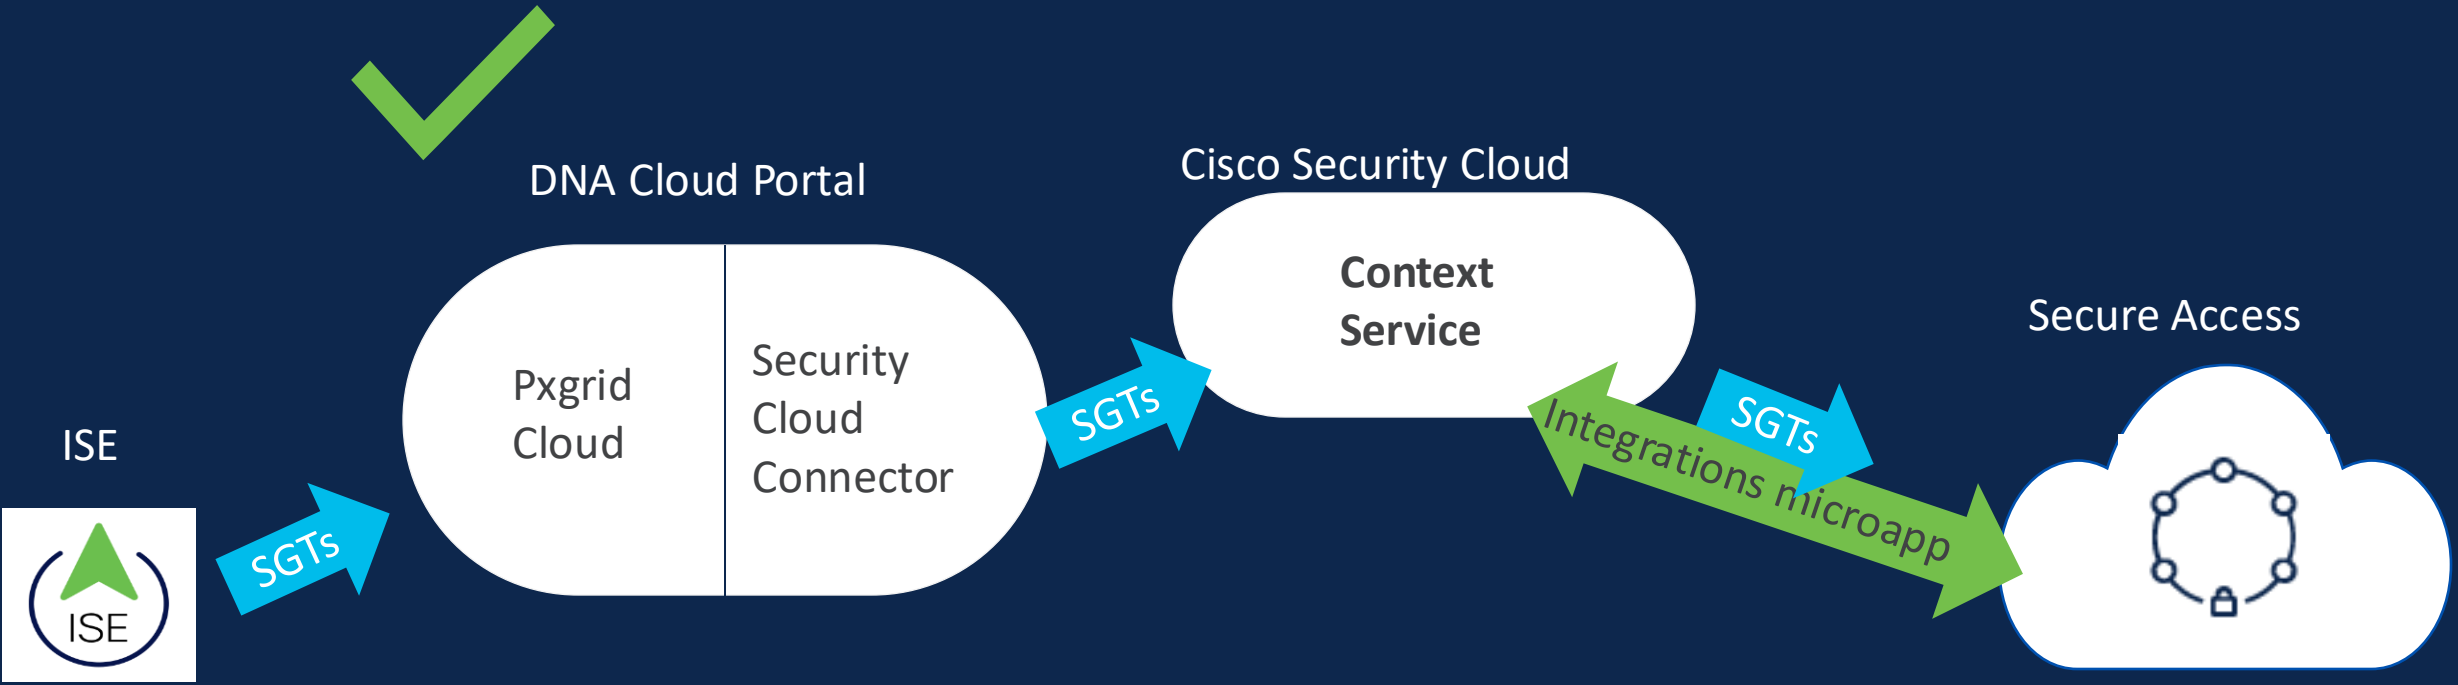 DNA Cloud Portal
Cisco Security Cloud
Context
Service
Secure Access
Pxgrid
Cloud
Security
Cloud
Connector
SGTs
SGTs
Integrations microapp
ISE
SGTs
ISE